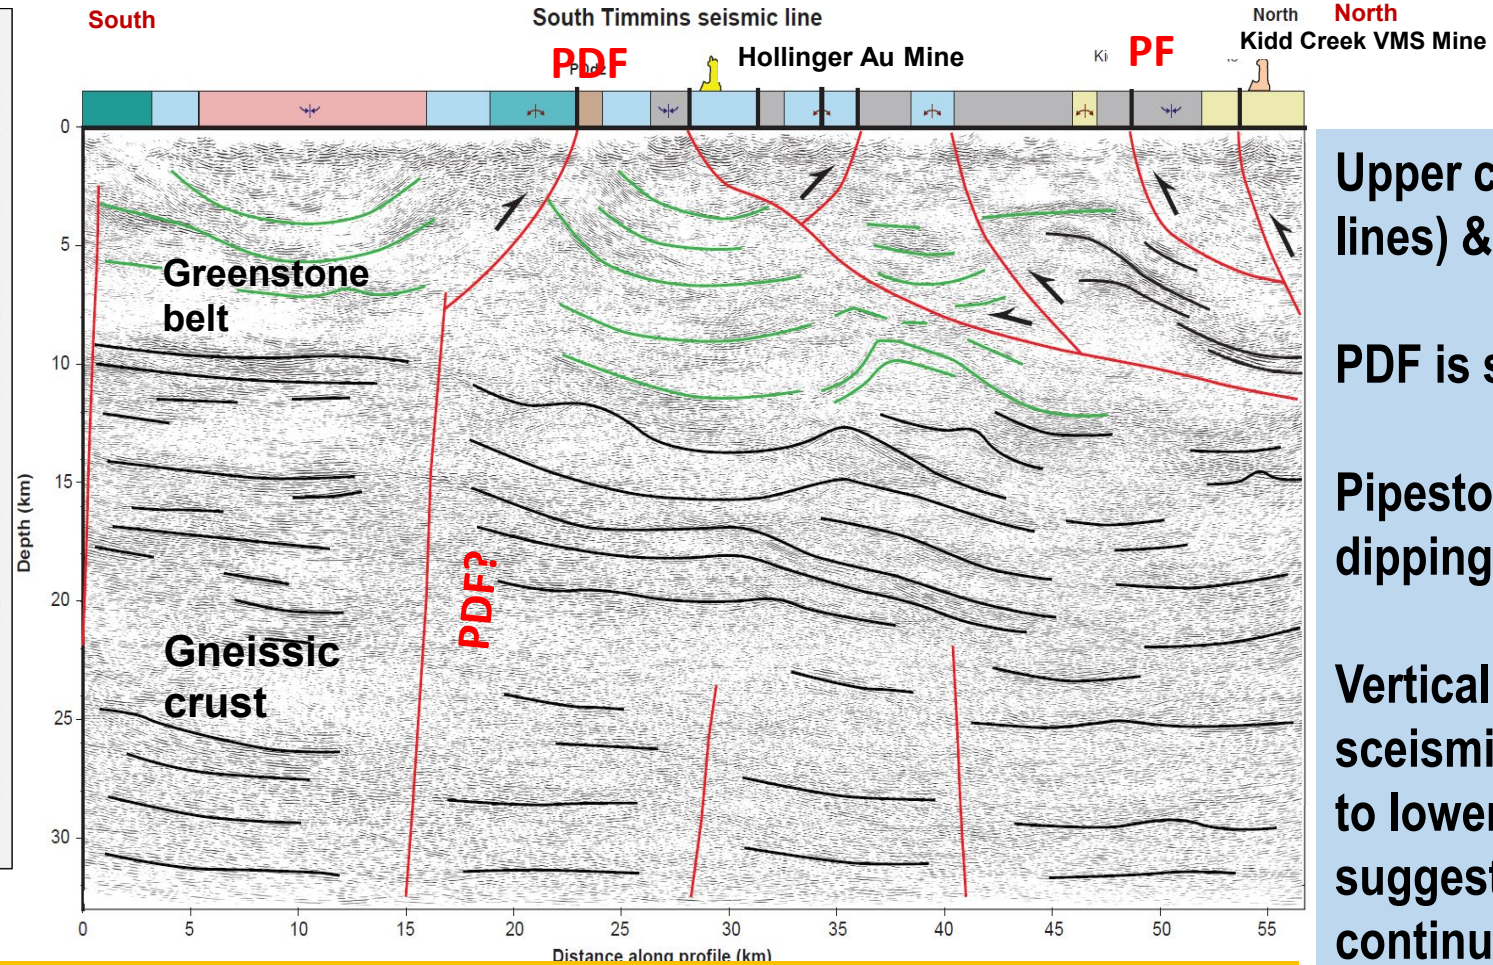 South
South Timmins seismic line
North
North
PDF
Hollinger Au Mine
Ki
PF
Kidd Creek VMS Mine
0
5
10
15
20
25
30
Depth (km)
Greenstone
belt
Gneissic
crust
PDF?
0 5 10 15 20 25 30 35 40 45 50 55
Distance along profile (km)
Upper c
lines) &
PDF is s
Pipesto
dipping
Vertical
sceismi
to lower
suggest
continu